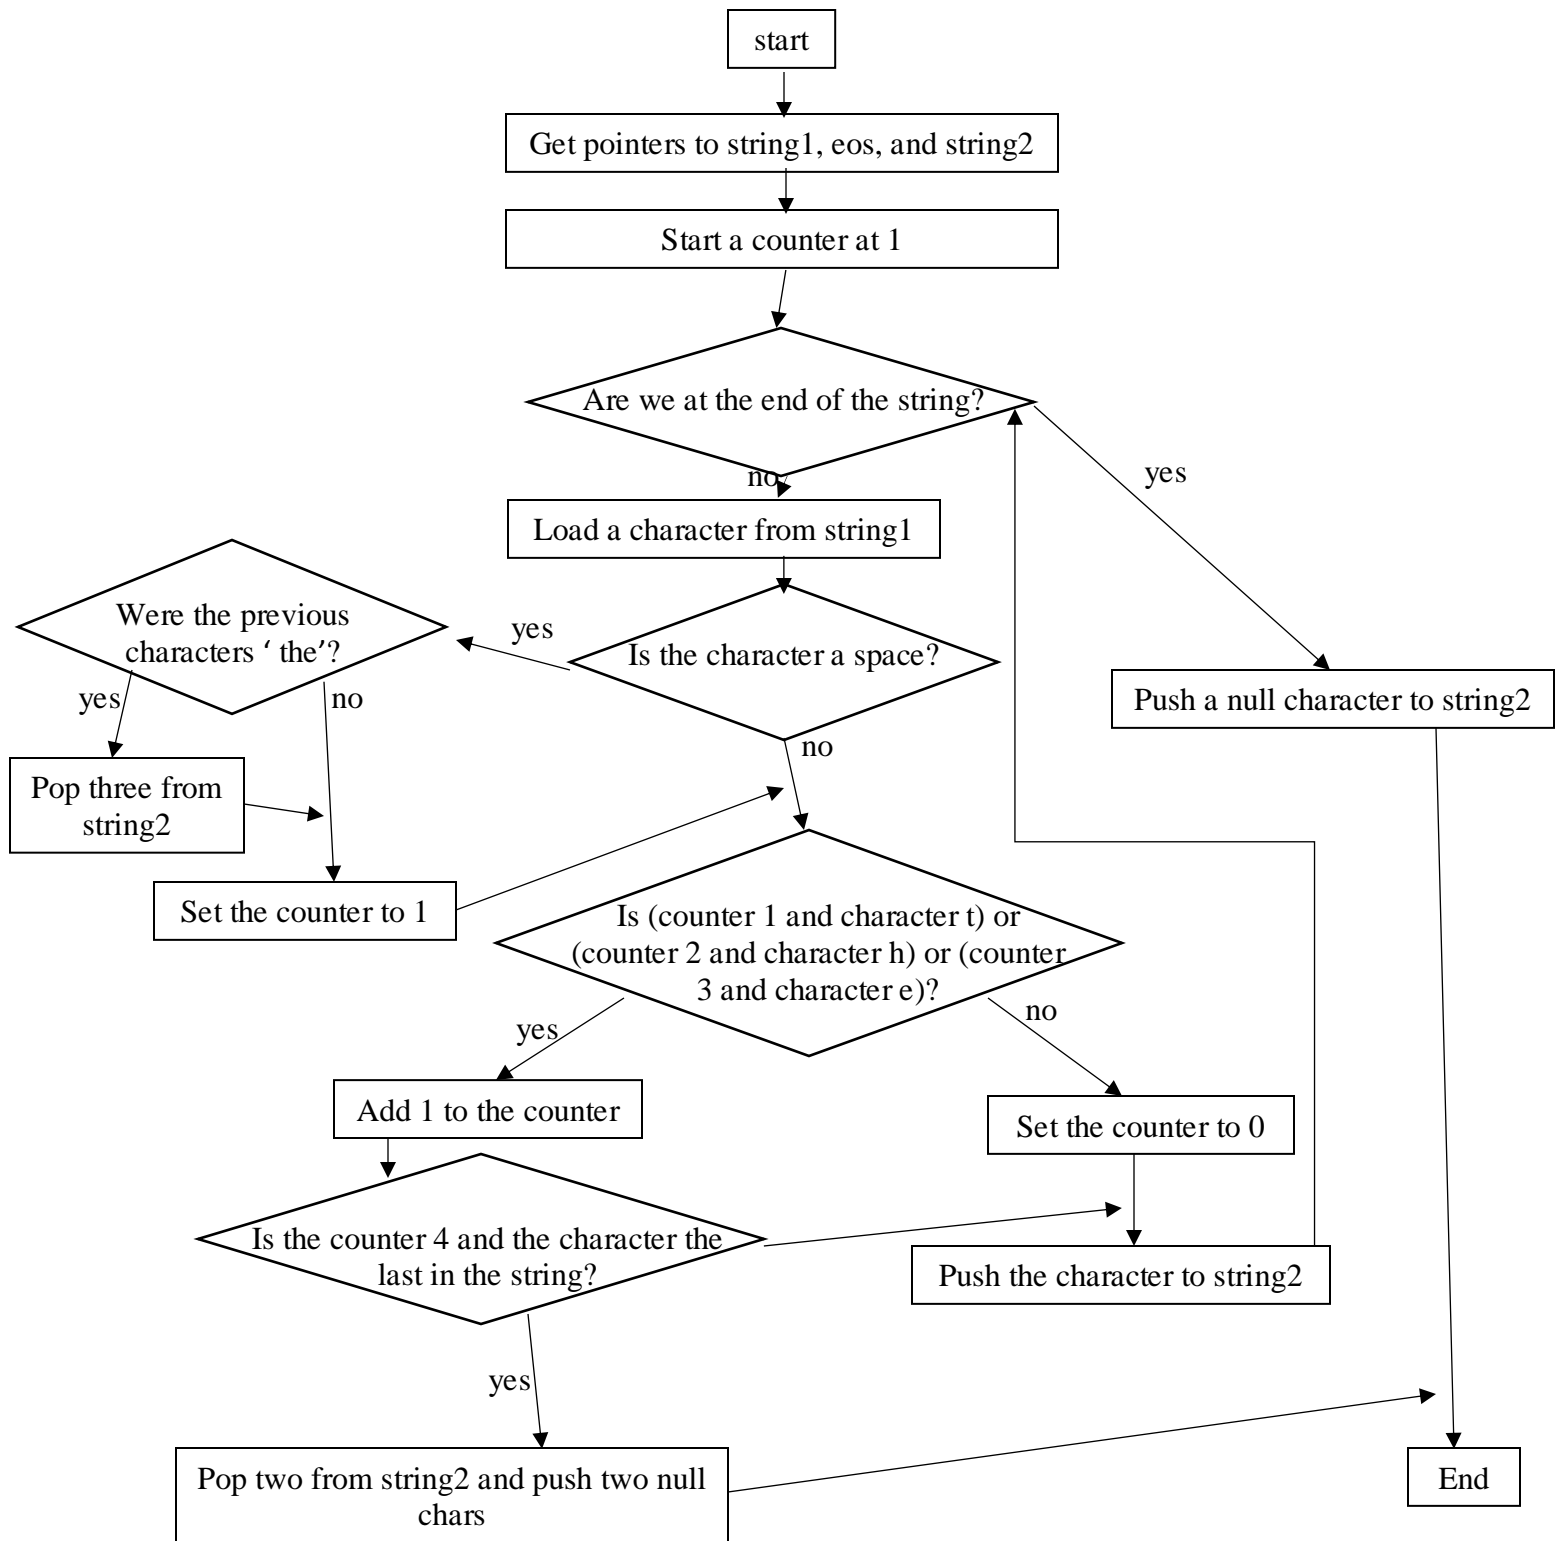 start
Get pointers to string1, eos, and string2
Start a counter at 1
Are we at the end of the string?
no
yes
Load a character from string1
Were the previous
characters ‘ the’?
yes
Is the character a space?
yes
no
Push a null character to string2
no
Pop three from
string2
Set the counter to 1
Is (counter 1 and character t) or
(counter 2 and character h) or (counter
3 and character e)?
yes
no
Add 1 to the counter
Set the counter to 0
Is the counter 4 and the character the
last in the string?
Push the character to string2
yes
Pop two from string2 and push two null
chars
End